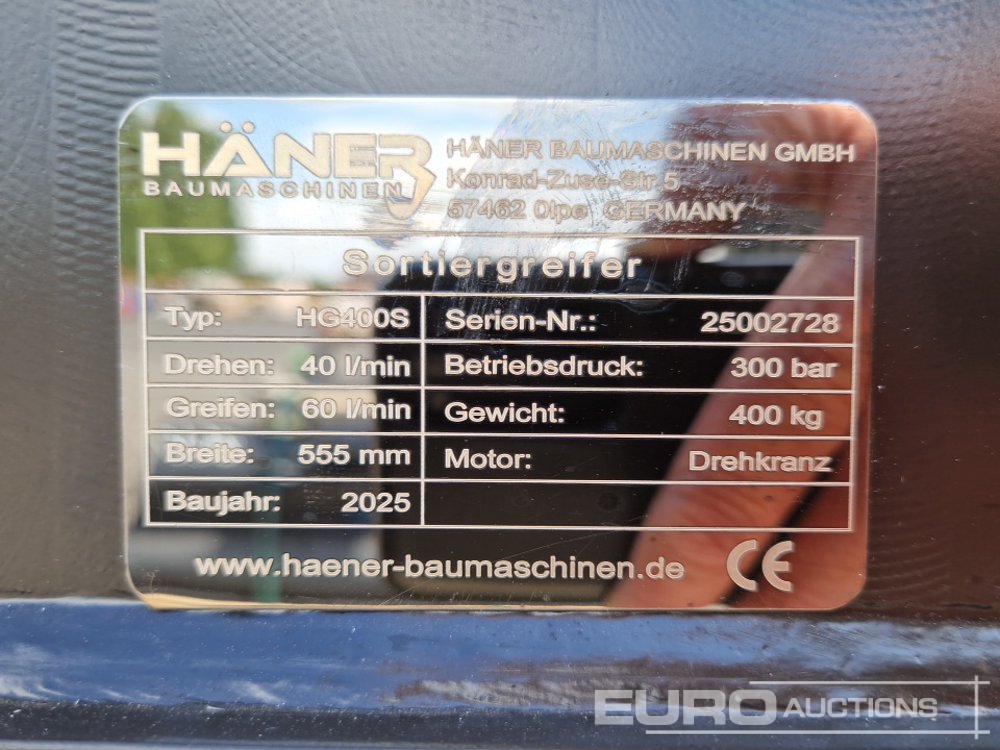 HÄNER
BAUMASCHINEN
HÄNER BAUMASCHINEN GMBH
Konrad-Zuse-Str.5
57462 Olpe GERMANY
Sortiergreifer
Typ: HG400S Serien-Nr.: 25002728
Drehen: 40 l/min Betriebsdruck: 300 bar
Greifen: 60 l/min Gewicht: 400 kg
Breite: 555 mm Motor: Drehkranz
Baujahr: 2025
www.haener-baumaschinen.de CE
EURO AUCTIONS